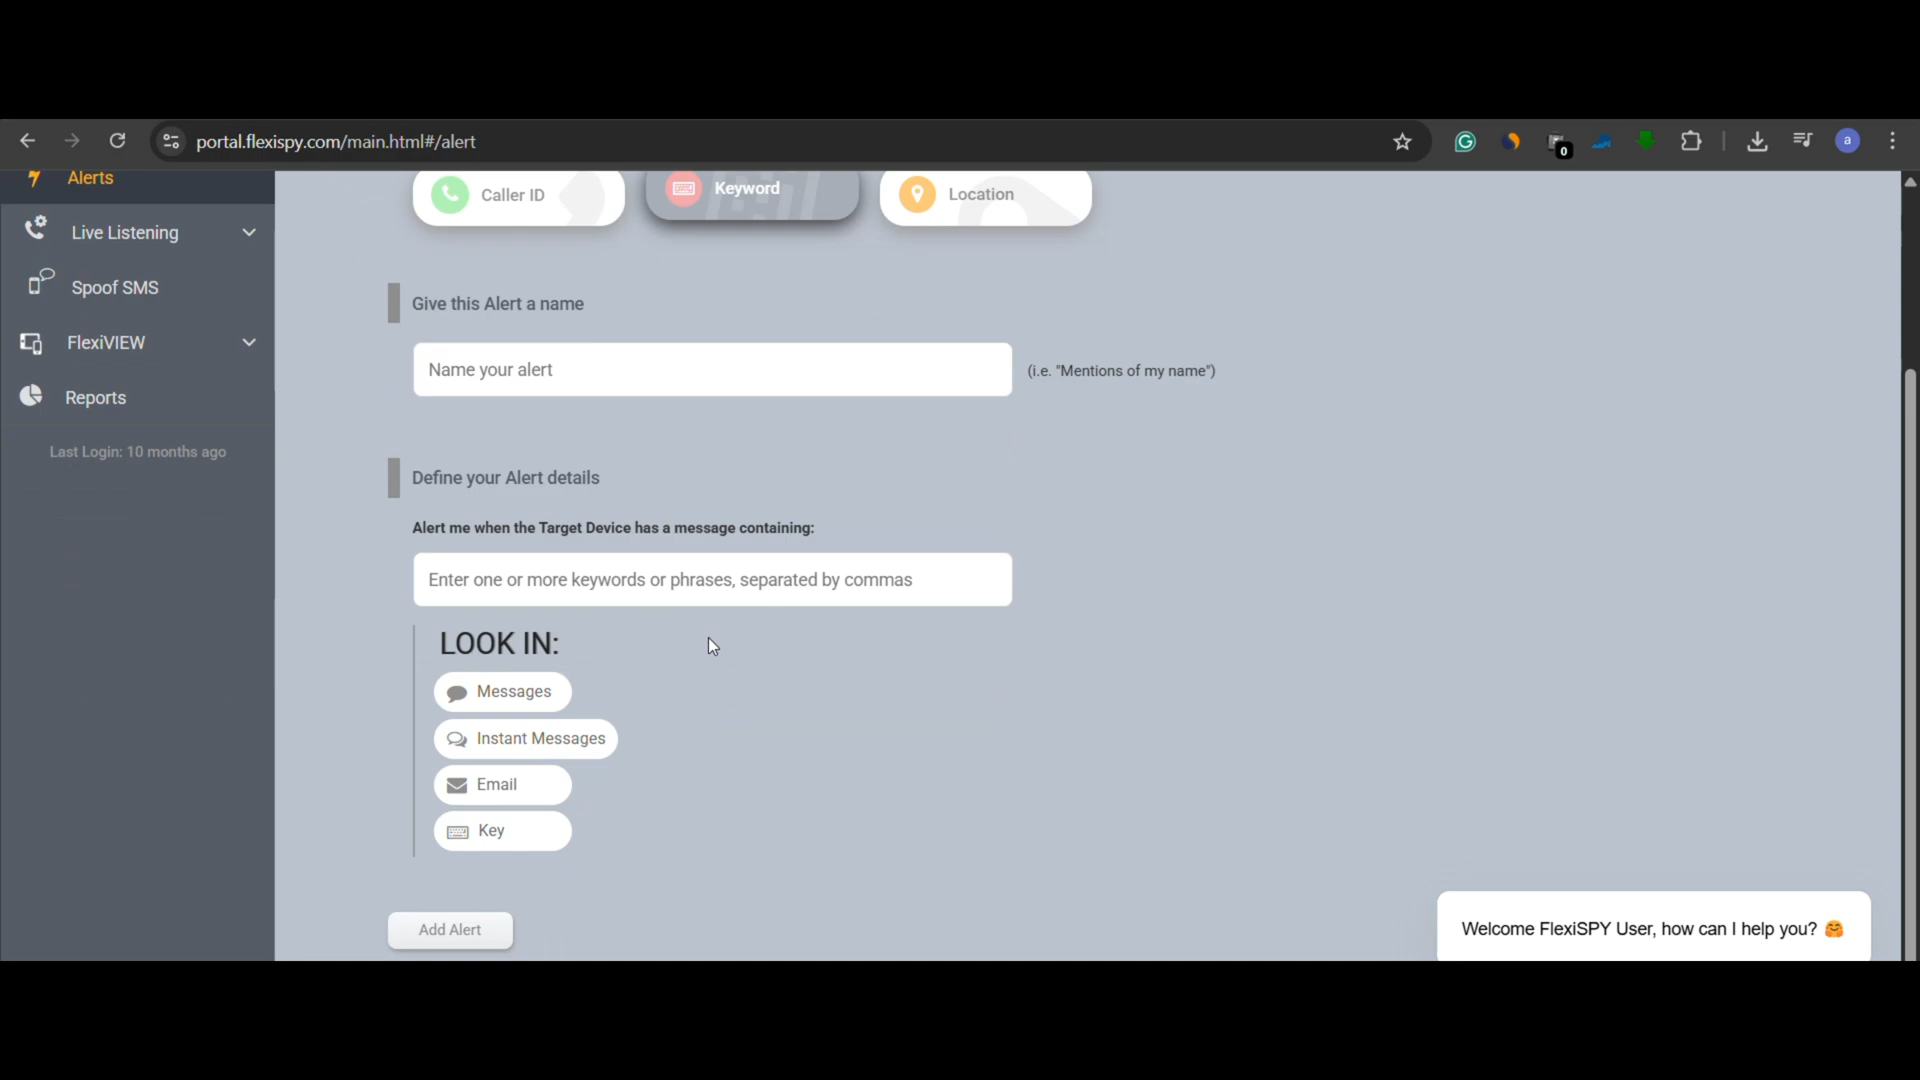 portal.flexispy.com/main.html#/alert
0
a
Alerts
Live Listening
Spoof SMS
FlexiVIEW
Reports
Last Login: 10 months ago
Caller ID
Keyword
Location
Give this Alert a name
Name your alert
(i.e. "Mentions of my name")
Define your Alert details
Alert me when the Target Device has a message containing:
Enter one or more keywords or phrases, separated by commas
LOOK IN:
Messages
Instant Messages
Email
Key
Add Alert
Welcome FlexiSPY User, how can I help you? 🤗